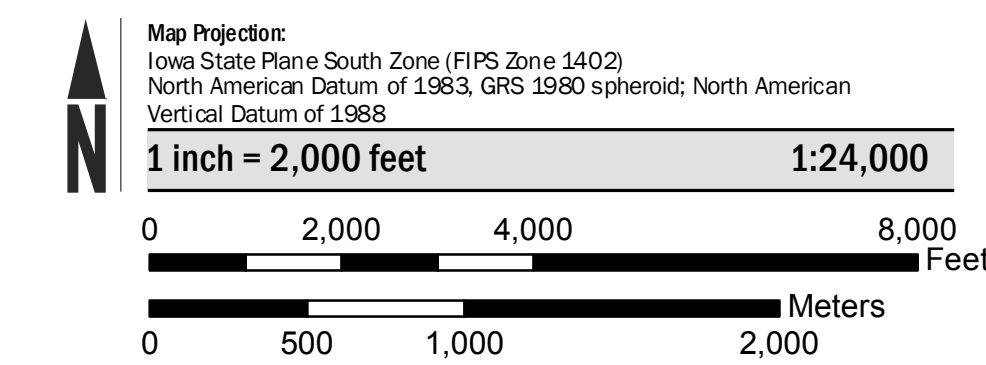 N
Map Projection:
Iowa State Plane South Zone (FIPS Zone 1402)
North American Datum of 1983, GRS 1980 spheroid; North American
Vertical Datum of 1988
1 inch = 2,000 feet 1:24,000
0 2,000 4,000 8,000
Feet
Meters
0 500 1,000 2,000